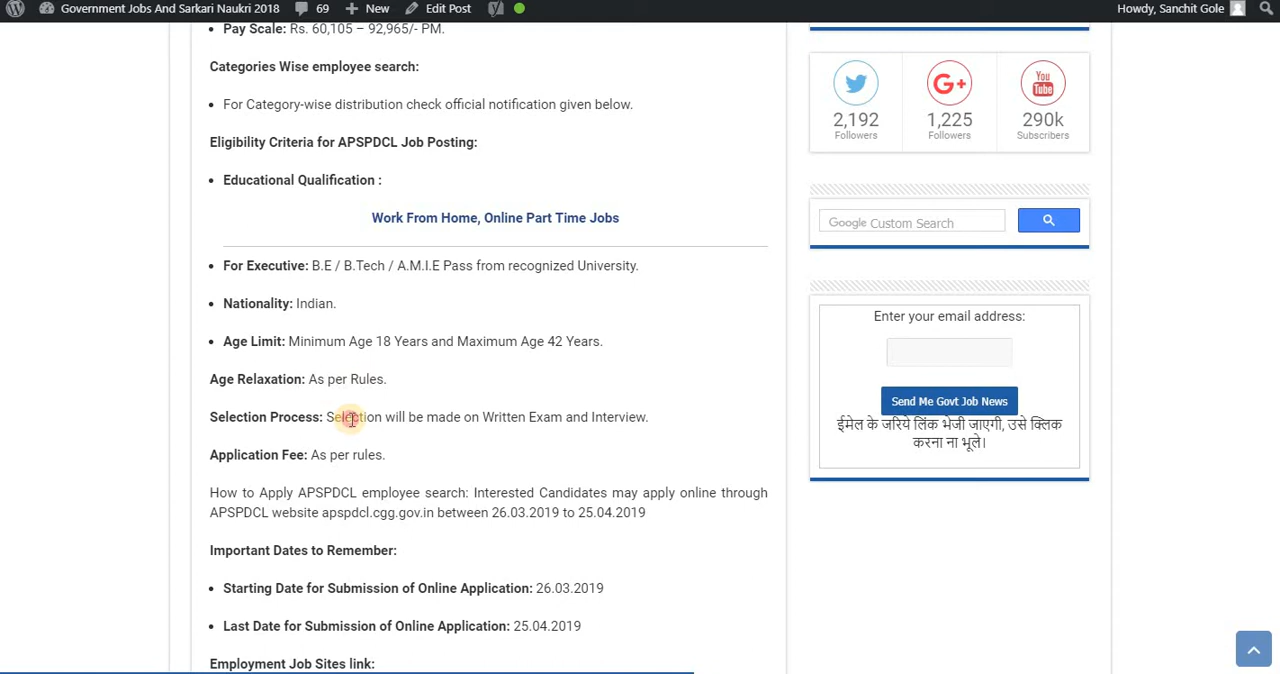 Government Jobs And Sarkari Naukri 2018 69 New Edit Post Howdy, Sanchit Gole
Pay Scale: Rs. 60,105 – 92,965/- PM.
Categories Wise employee search:
For Category-wise distribution check official notification given below.
Eligibility Criteria for APSPDCL Job Posting:
Educational Qualification :
Work From Home, Online Part Time Jobs
For Executive: B.E / B.Tech / A.M.I.E Pass from recognized University.
Nationality: Indian.
Age Limit: Minimum Age 18 Years and Maximum Age 42 Years.
Age Relaxation: As per Rules.
Selection Process: Selection will be made on Written Exam and Interview.
Application Fee: As per rules.
How to Apply APSPDCL employee search: Interested Candidates may apply online through
APSPDCL website apspdcl.cgg.gov.in between 26.03.2019 to 25.04.2019
Important Dates to Remember:
Starting Date for Submission of Online Application: 26.03.2019
Last Date for Submission of Online Application: 25.04.2019
Employment Job Sites link:
G+ You Tube
2,192 1,225 290k
Followers Followers Subscribers
Google Custom Search
Enter your email address:
Send Me Govt Job News
ईमेल के जरिये लिंक भेजी जाएगी, उसे क्लिक
करना ना भूले।